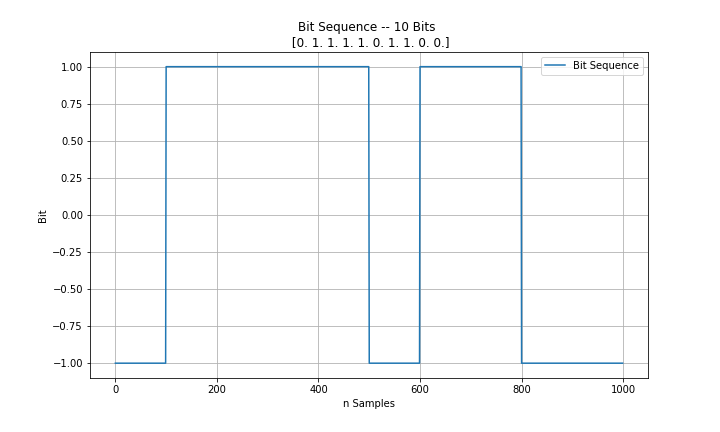 Bit Sequence -- 10 Bits
[0. 1. 1. 1. 1. 0. 1. 1. 0. 0.]
Bit Sequence
1.00
0.75
0.50
0.25
0.00
−0.25
−0.50
−0.75
−1.00
Bit
0 200 400 600 800 1000
n Samples